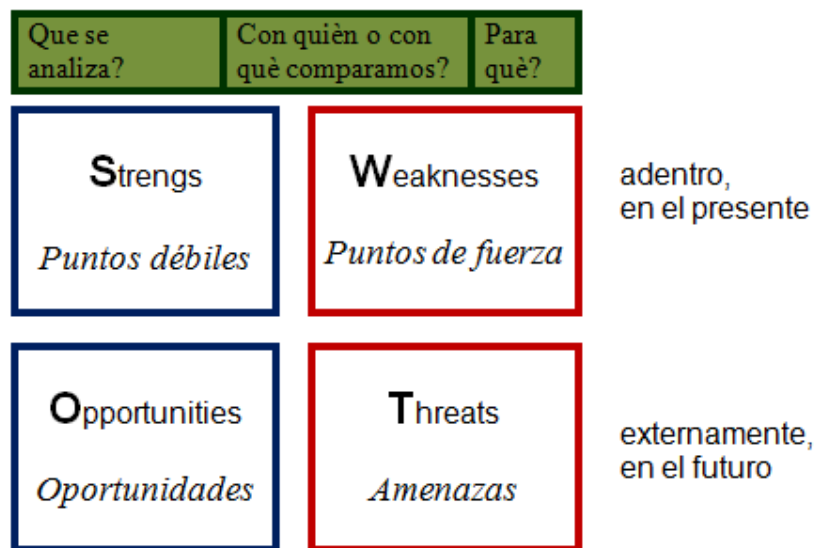 Que se
analiza?
Con quièn o con
què comparamos?
Para
què?
Strengs
Puntos débiles
Weaknesses
Puntos de fuerza
adentro,
en el presente
Opportunities
Oportunidades
Threats
Amenazas
externamente,
en el futuro